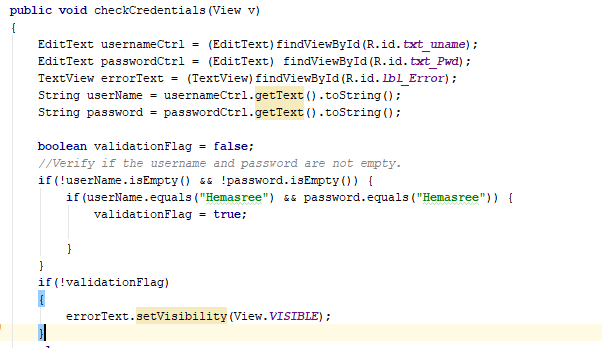 public void checkCredentials(View v)
{
    EditText usernameCtrl = (EditText)findViewById(R.id.txt_uname);
    EditText passwordCtrl = (EditText) findViewById(R.id.txt_Pwd);
    TextView errorText = (TextView)findViewById(R.id.lbl_Error);
    String userName = usernameCtrl.getText().toString();
    String password = passwordCtrl.getText().toString();

    boolean validationFlag = false;
    //Verify if the username and password are not empty.
    if(!userName.isEmpty() && !password.isEmpty()) {
        if(userName.equals("Hemasree") && password.equals("Hemasree")) {
            validationFlag = true;

        }
    }
    if(!validationFlag)
    {
        errorText.setVisibility(View.VISIBLE);
    }